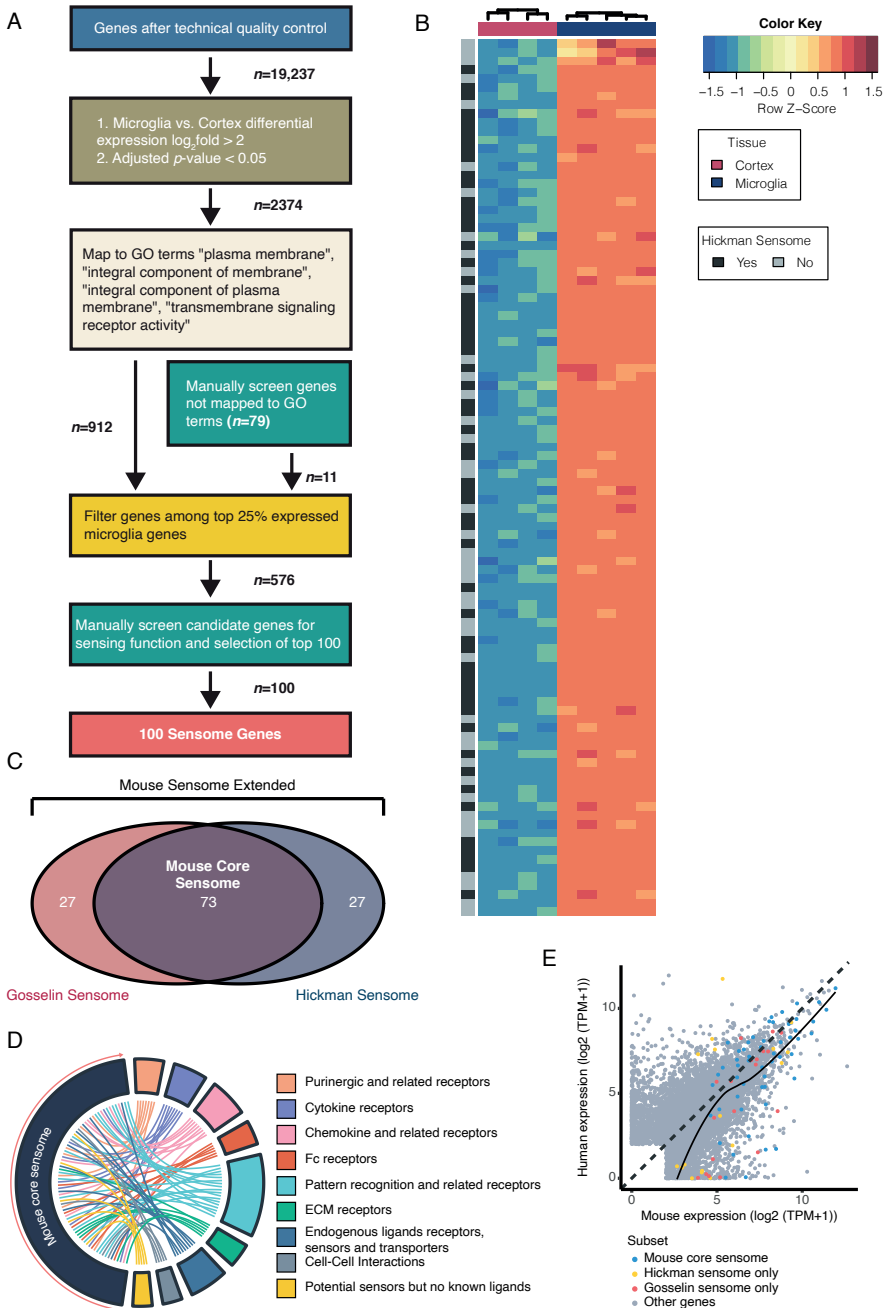 A
Genes after technical quality control
n=19,237
1. Microglia vs. Cortex differential
expression log2fold > 2
2. Adjusted p-value < 0.05
n=2374
Map to GO terms "plasma membrane",
"integral component of membrane",
"integral component of plasma
membrane", "transmembrane signaling
receptor activity"
Manually screen genes
not mapped to GO
terms (n=79)
n=912
n=11
Filter genes among top 25% expressed
microglia genes
n=576
Manually screen candidate genes for
sensing function and selection of top 100
n=100
100 Sensome Genes
B
Color Key
−1.5 −1 −0.5 0 0.5 1 1.5
Row Z-Score
Tissue
Cortex
Microglia
Hickman Sensome
Yes No
C
Mouse Sensome Extended
Mouse Core
Sensome
27 73 27
Gosselin Sensome Hickman Sensome
D
Mouse core sensome
Purinergic and related receptors
Cytokine receptors
Chemokine and related receptors
Fc receptors
Pattern recognition and related receptors
ECM receptors
Endogenous ligands receptors,
sensors and transporters
Cell-Cell Interactions
Potential sensors but no known ligands
E
Human expression (log2 (TPM+1))
10
5
0
0 5 10
Mouse expression (log2 (TPM+1))
Subset
Mouse core sensome
Hickman sensome only
Gosselin sensome only
Other genes